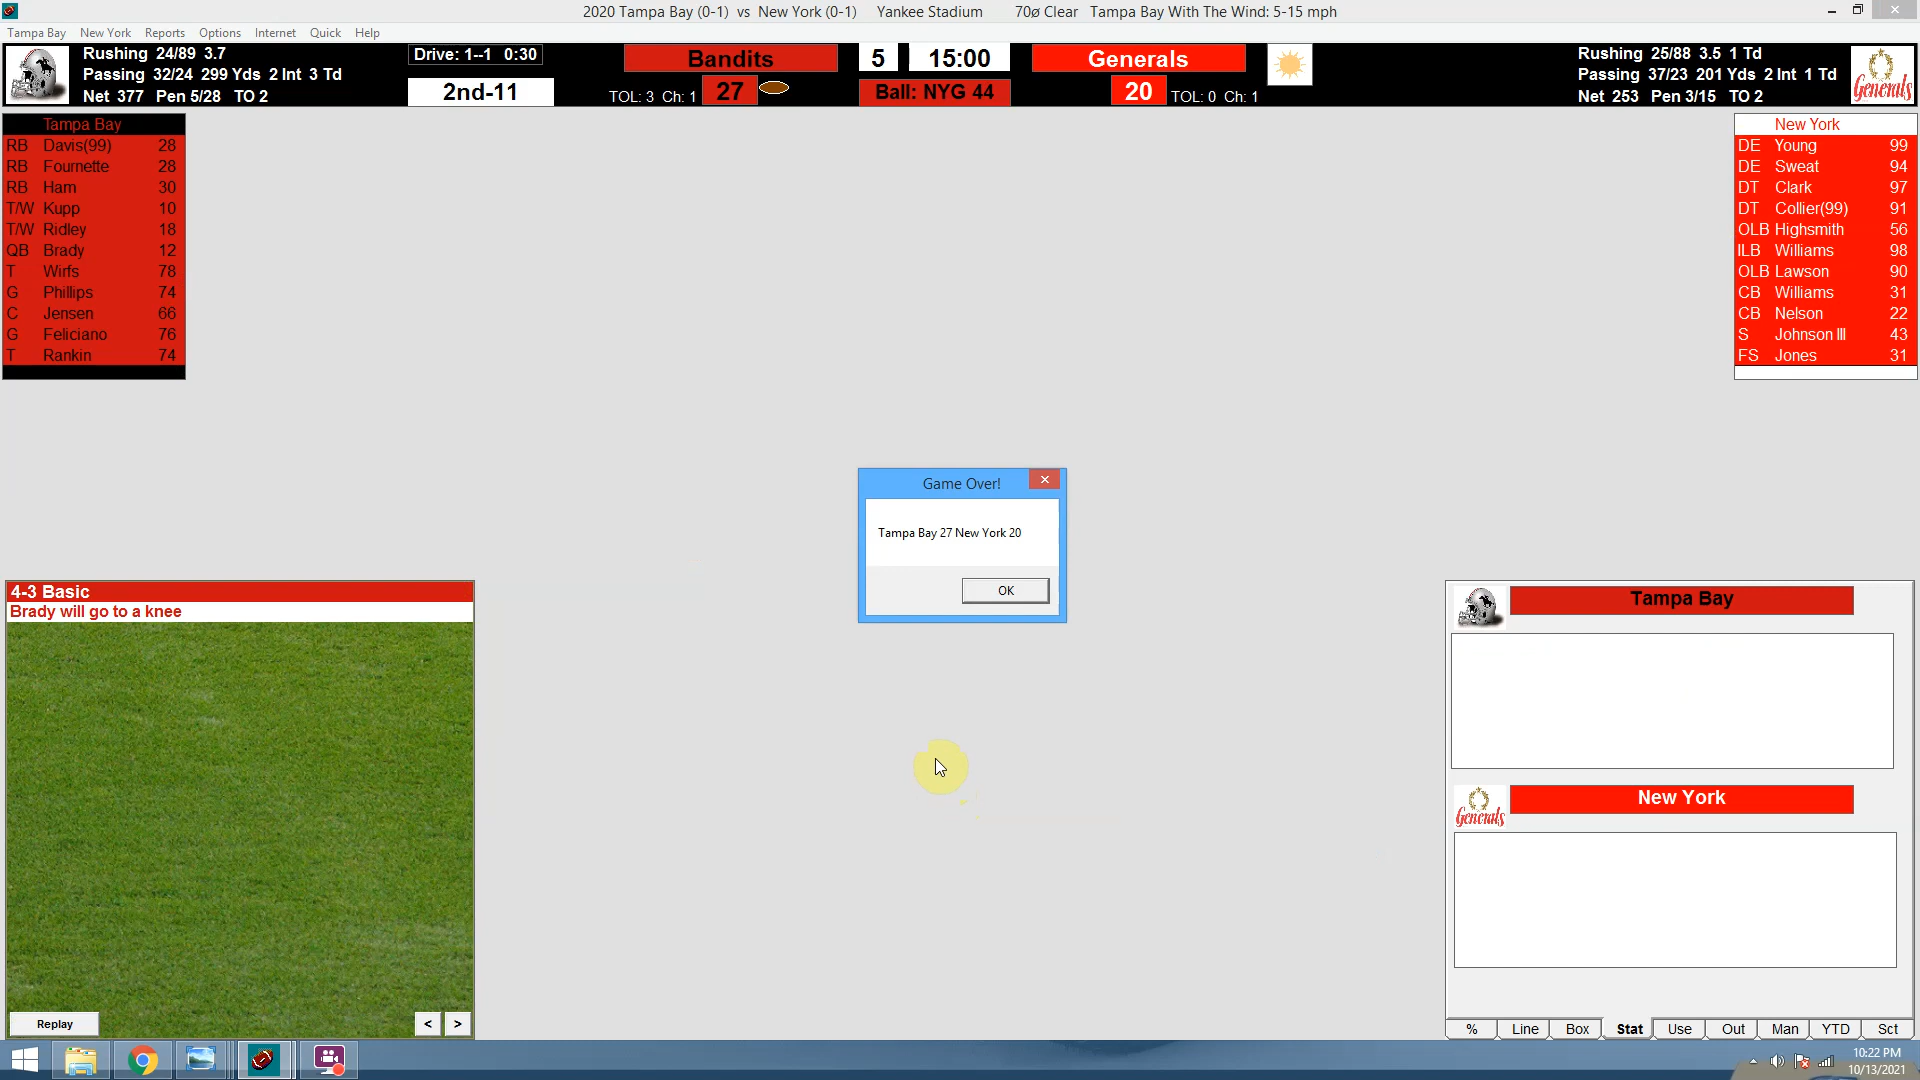 2020 Tampa Bay (0-1) vs New York (0-1) Yankee Stadium 70ø Clear Tampa Bay With The Wind: 5-15 mph
Tampa Bay New York Reports Options Internet Quick Help
Rushing 24/89 3.7
Passing 32/24 299 Yds 2 Int 3 Td
Net 377 Pen 5/28 TO 2
Drive: 1--1 0:30
2nd-11
Bandits
TOL: 3 Ch: 1 27
5 15:00
Ball: NYG 44
Generals
20 TOL: 0 Ch: 1
Rushing 25/88 3.5 1 Td
Passing 37/23 201 Yds 2 Int 1 Td
Net 253 Pen 3/15 TO 2
Generals
Tampa Bay
RB Davis(99) 28
RB Fournette 28
RB Ham 30
T/W Kupp 10
T/W Ridley 18
QB Brady 12
T Wirfs 78
G Phillips 74
C Jensen 66
G Feliciano 76
T Rankin 74
New York
DE Young 99
DE Sweat 94
DT Clark 97
DT Collier(99) 91
OLB Highsmith 56
ILB Williams 98
OLB Lawson 90
CB Williams 31
CB Nelson 22
S Johnson III 43
FS Jones 31
Game Over!
Tampa Bay 27 New York 20
OK
4-3 Basic
Brady will go to a knee
Replay < >
Tampa Bay
New York
Generals
% Line Box Stat Use Out Man YTD Sct
10:22 PM
10/13/2021